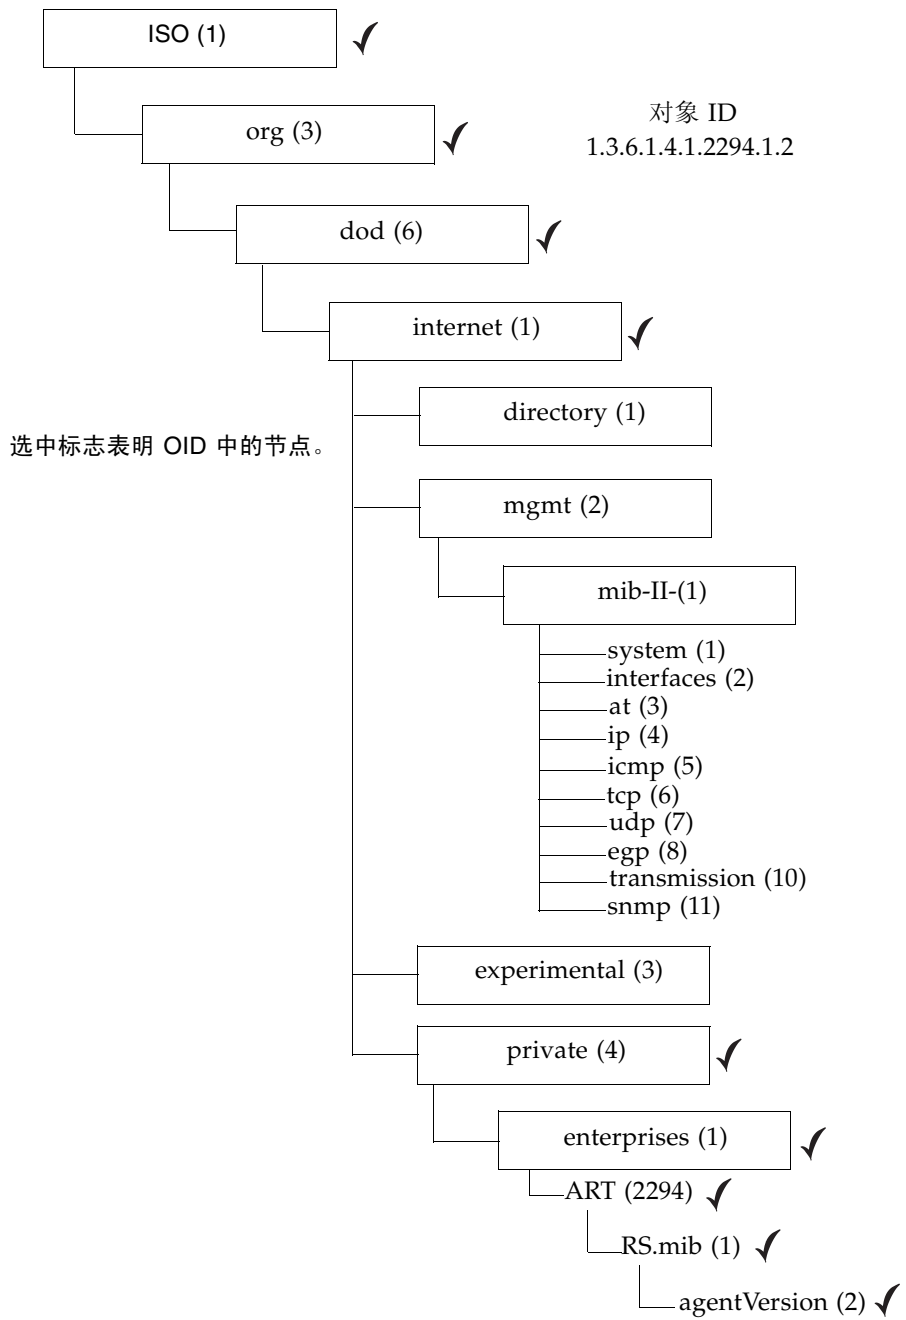 ISO (1)
org (3)
对象 ID
1.3.6.1.4.1.2294.1.2
dod (6)
internet (1)
directory (1)
选中标志表明 OID 中的节点。
mgmt (2)
mib-II-(1)
system (1)
interfaces (2)
at (3)
ip (4)
icmp (5)
tcp (6)
udp (7)
egp (8)
transmission (10)
snmp (11)
experimental (3)
private (4)
enterprises (1)
ART (2294)
RS.mib (1)
agentVersion (2)